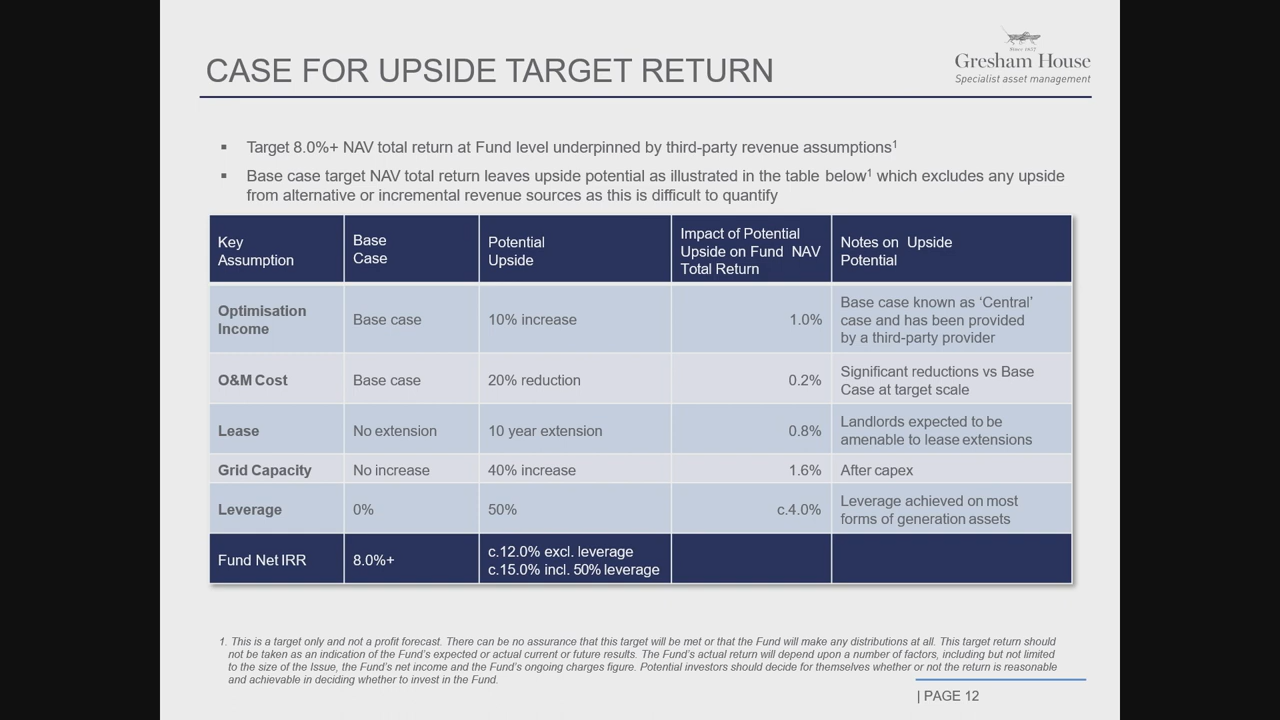 CASE FOR UPSIDE TARGET RETURN
Since 1857
Gresham House
Specialist asset management
▪ Target 8.0%+ NAV total return at Fund level underpinned by third-party revenue assumptions¹
▪ Base case target NAV total return leaves upside potential as illustrated in the table below¹ which excludes any upside
from alternative or incremental revenue sources as this is difficult to quantify
Key
Assumption
Base
Case
Potential
Upside
Impact of Potential
Upside on Fund NAV
Total Return
Notes on Upside
Potential
Optimisation
Income
Base case
10% increase
1.0%
Base case known as ‘Central’
case and has been provided
by a third-party provider
O&M Cost
Base case
20% reduction
0.2%
Significant reductions vs Base
Case at target scale
Lease
No extension
10 year extension
0.8%
Landlords expected to be
amenable to lease extensions
Grid Capacity
No increase
40% increase
1.6%
After capex
Leverage
0%
50%
c.4.0%
Leverage achieved on most
forms of generation assets
Fund Net IRR
8.0%+
c.12.0% excl. leverage
c.15.0% incl. 50% leverage
1. This is a target only and not a profit forecast. There can be no assurance that this target will be met or that the Fund will make any distributions at all. This target return should
not be taken as an indication of the Fund’s expected or actual current or future results. The Fund’s actual return will depend upon a number of factors, including but not limited
to the size of the Issue, the Fund’s net income and the Fund’s ongoing charges figure. Potential investors should decide for themselves whether or not the return is reasonable
and achievable in deciding whether to invest in the Fund.
| PAGE 12